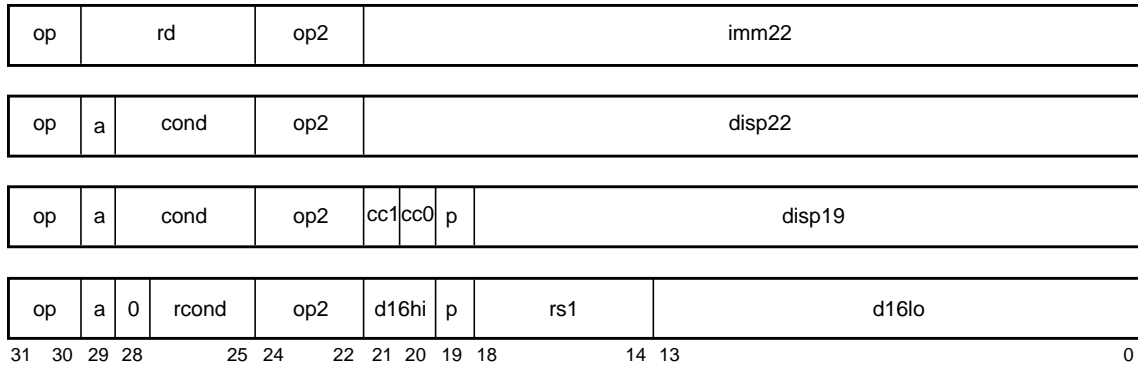 op rd op2 imm22
op a cond op2 disp22
op a cond op2 cc1 cc0 p disp19
op a 0 rcond op2 d16hi p rs1 d16lo
31 30 29 28 25 24 22 21 20 19 18 14 13 0